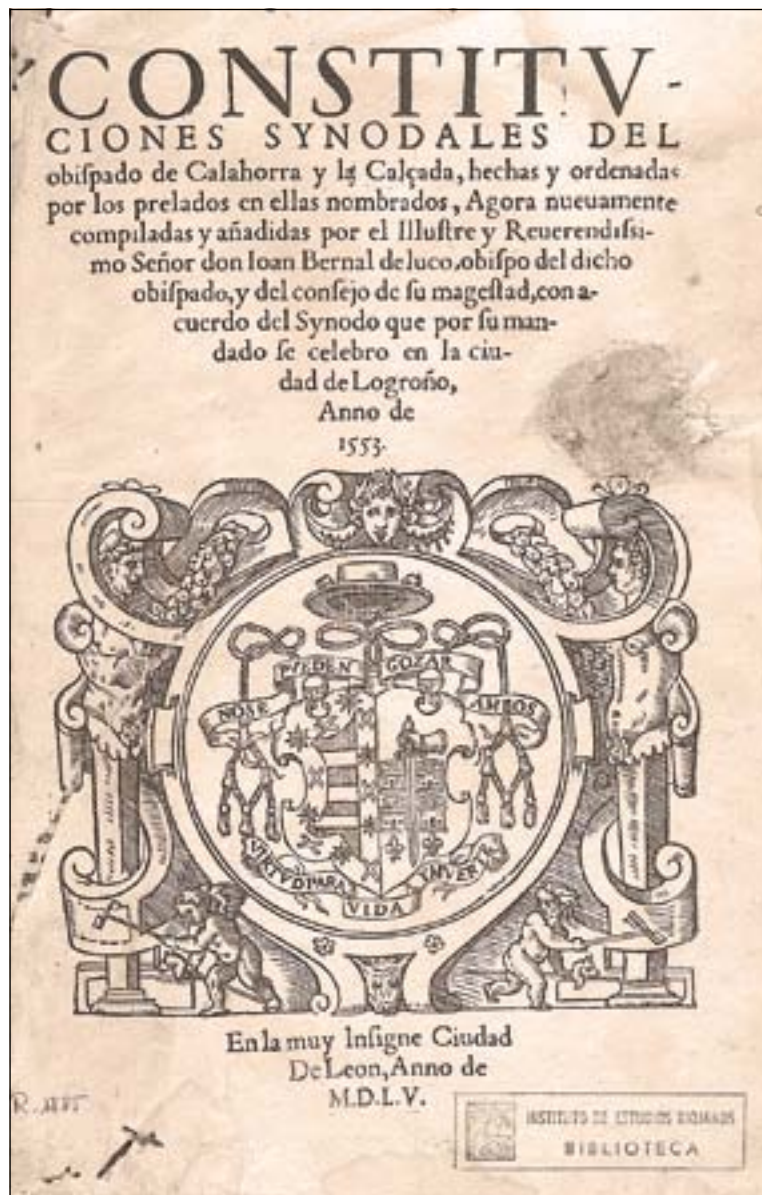 CONSTITV-
CIONES SYNODALES DEL
obiſpado de Calahorra y la Calçada, hechas y ordenadas
por los prelados en ellas nombrados, Agora nueuamente
compiladas y añadidas por el Illuſtre y Reuerendiſsi-
mo Señor don Ioan Bernal de luco, obiſpo del dicho
obiſpado, y del conſejo de ſu mageſtad, con a-
cuerdo del Synodo que por ſu man-
dado ſe celebro en la ciu-
dad de Logroño,
Anno de
1553.
PVEDEN GOZAR
NO SE AMBOS
VIRTVD PARA
VIDA
En la muy Inſigne Ciudad
De Leon, Anno de
M.D.L.V.
INSTITUTO DE ESTUDIOS RIOJANOS
BIBLIOTECA